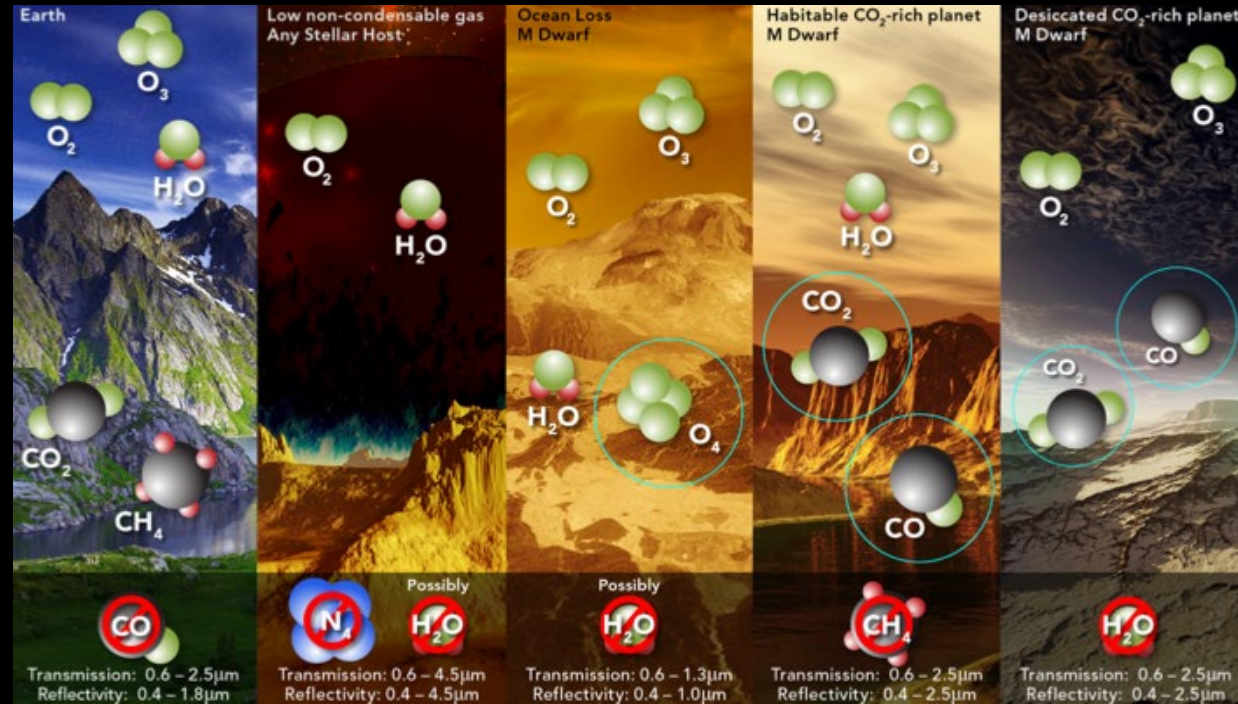 Earth
O₃
O₂
H₂O
CO₂
CH₄
CO
Transmission: 0.6 – 2.5μm
Reflectivity: 0.4 – 1.8μm
Low non-condensable gas
Any Stellar Host
O₂
H₂O
Possibly
N₄
H₂O
Transmission: 0.6 – 4.5μm
Reflectivity: 0.4 – 4.5μm
Ocean Loss
M Dwarf
O₃
O₂
H₂O
O₄
Possibly
H₂O
Transmission: 0.6 – 1.3μm
Reflectivity: 0.4 – 1.0μm
Habitable CO₂-rich planet
M Dwarf
O₂
O₃
H₂O
CO₂
CO
CH₄
Transmission: 0.6 – 2.5μm
Reflectivity: 0.4 – 2.5μm
Desiccated CO₂-rich planet
M Dwarf
O₃
O₂
CO
CO₂
H₂O
Transmission: 0.6 – 2.5μm
Reflectivity: 0.4 – 2.5μm